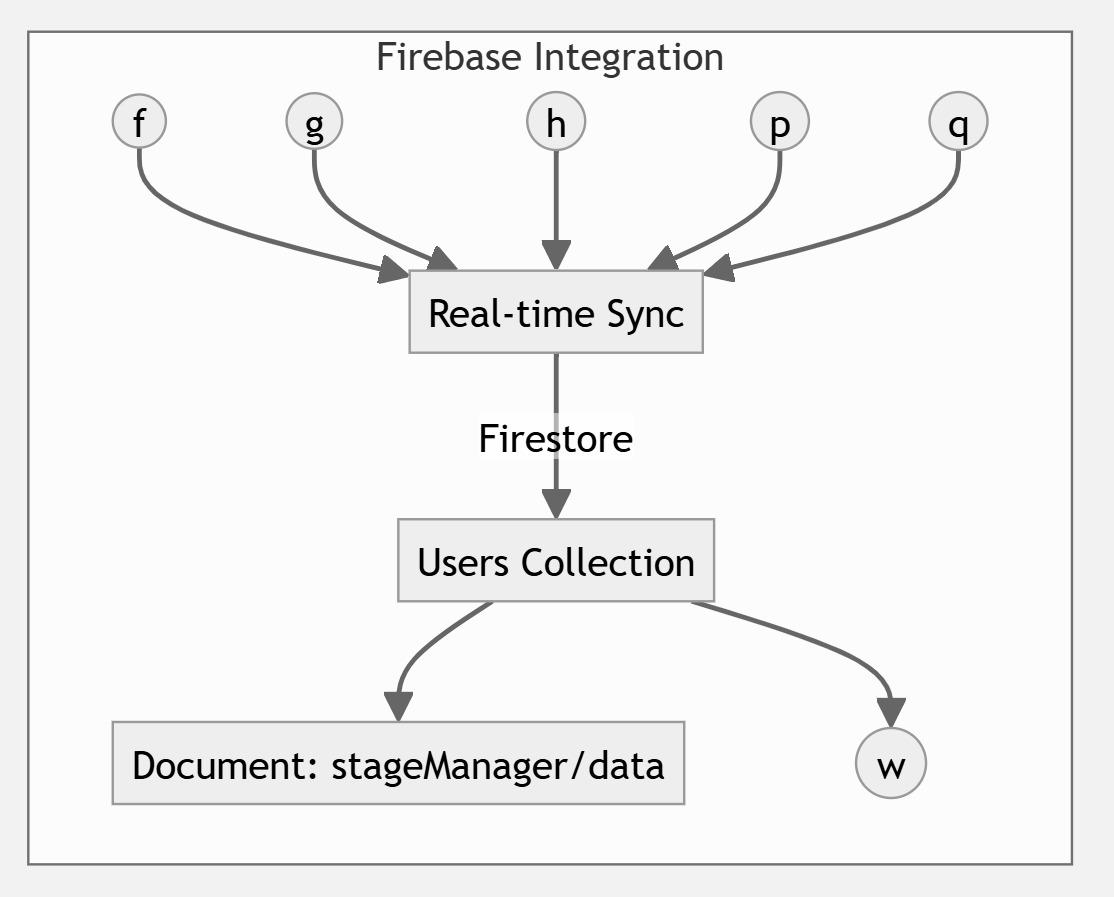 Firebase Integration
f
g
h
p
q
Real-time Sync
Firestore
Users Collection
Document: stageManager/data
w